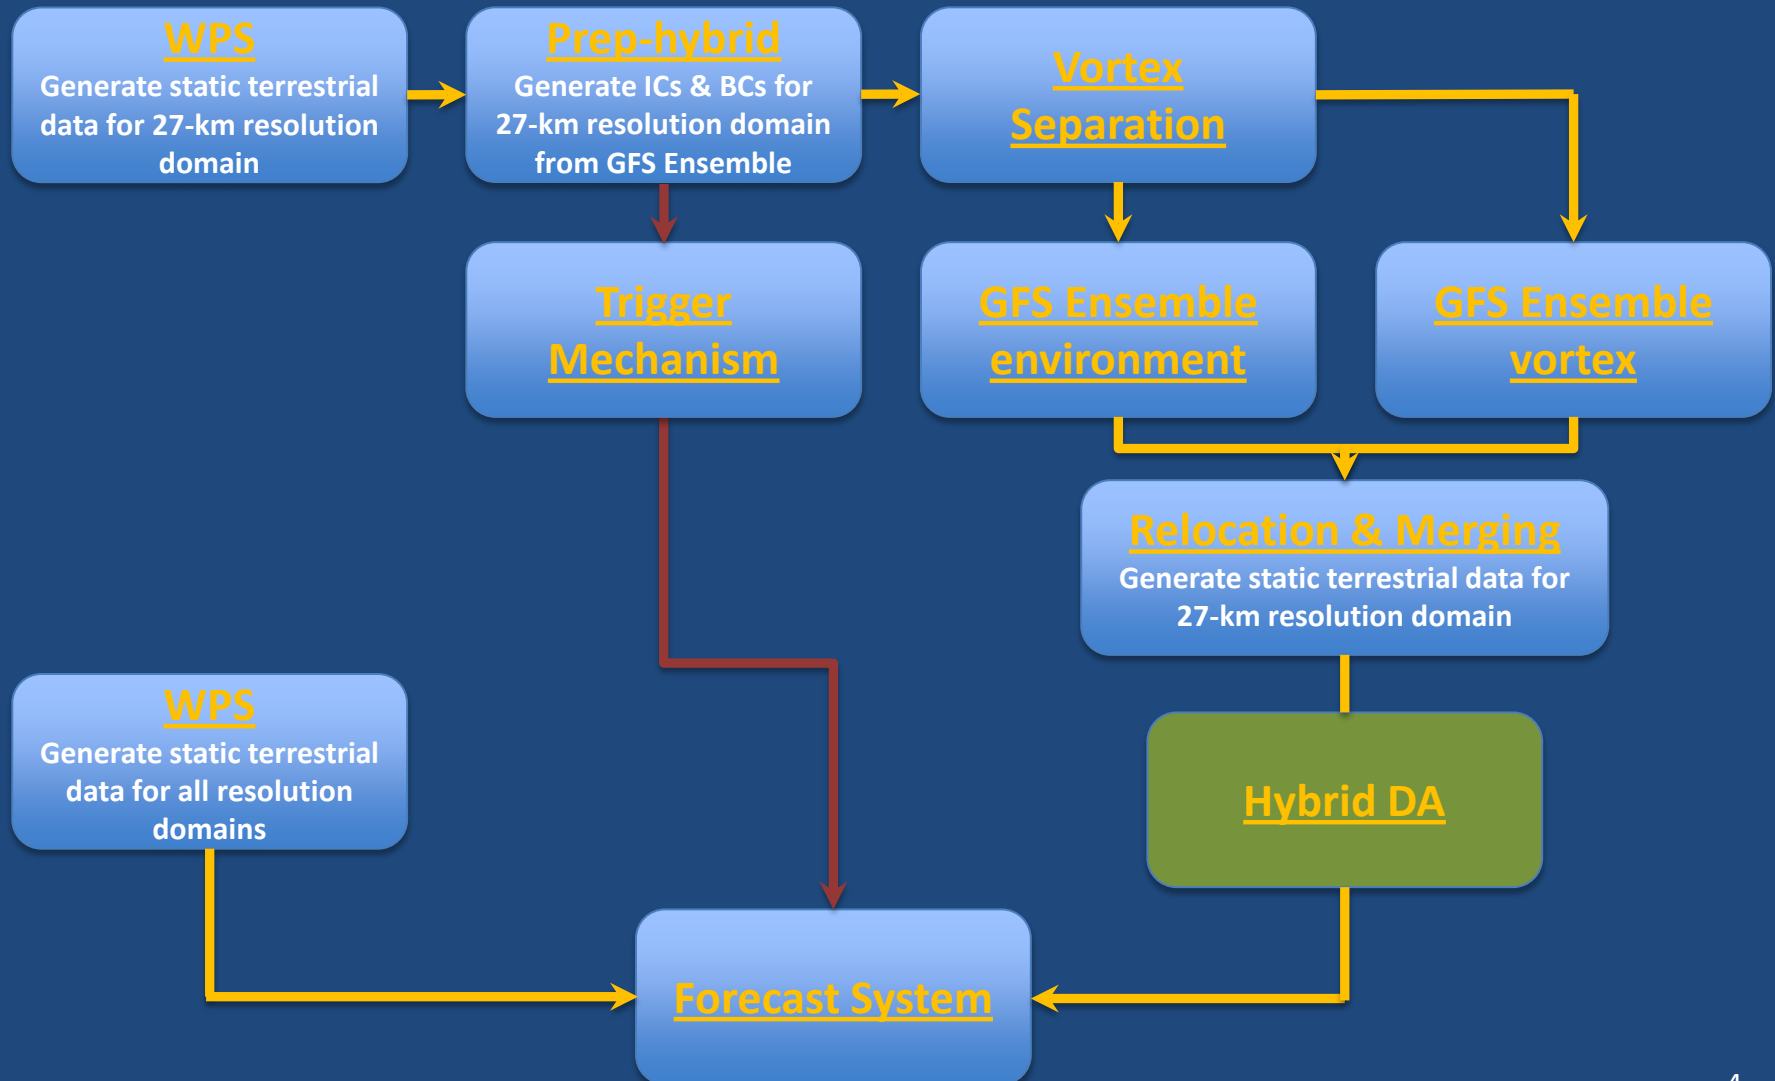 WPS
Generate static terrestrial
data for 27-km resolution
domain
Prep-hybrid
Generate ICs & BCs for
27-km resolution domain
from GFS Ensemble
Vortex
Separation
Trigger
Mechanism
GFS Ensemble
environment
GFS Ensemble
vortex
Relocation & Merging
Generate static terrestrial data for
27-km resolution domain
WPS
Generate static terrestrial
data for all resolution
domains
Hybrid DA
Forecast System